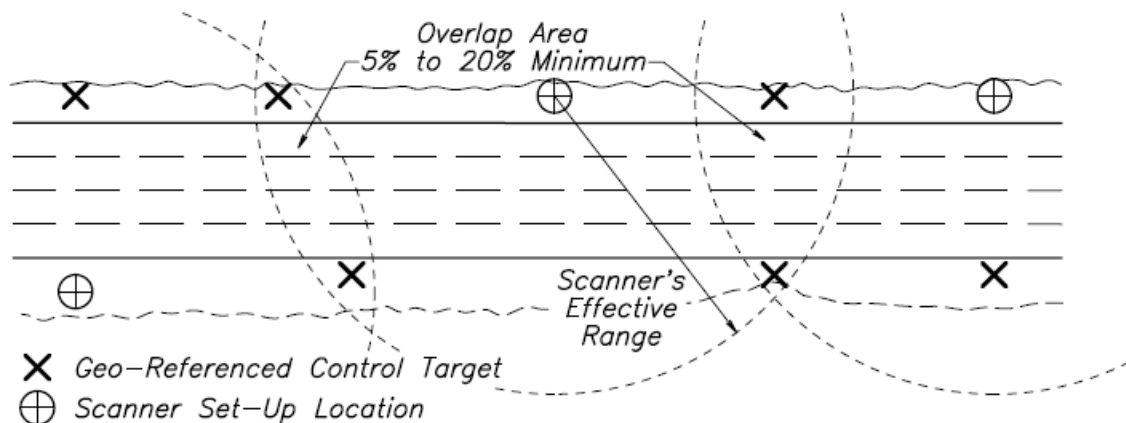 Overlap Area
5% to 20% Minimum
Scanner's
Effective
Range
Geo-Referenced Control Target
Scanner Set-Up Location